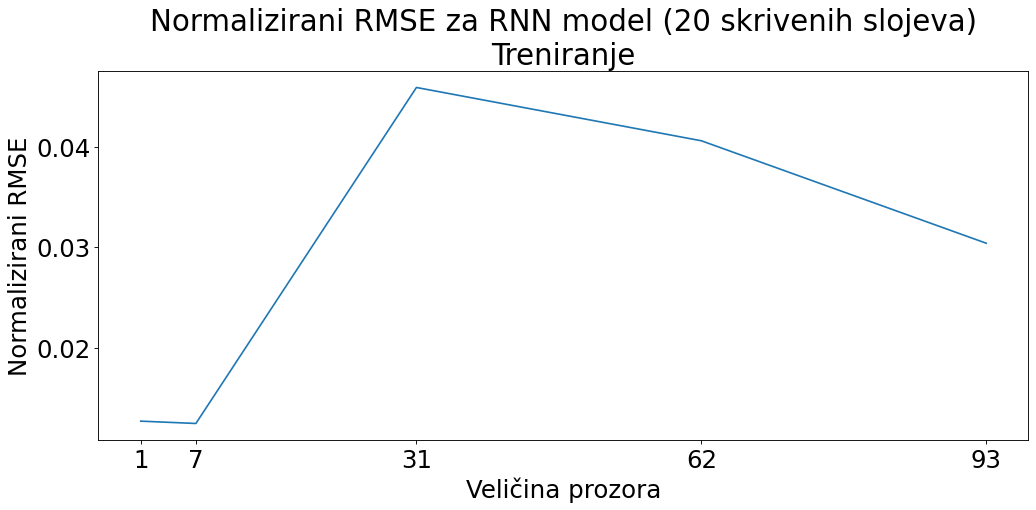 Normalizirani RMSE za RNN model (20 skrivenih slojeva)
Treniranje
Normalizirani RMSE
0.04
0.03
0.02
1 7 31 62 93
Veličina prozora